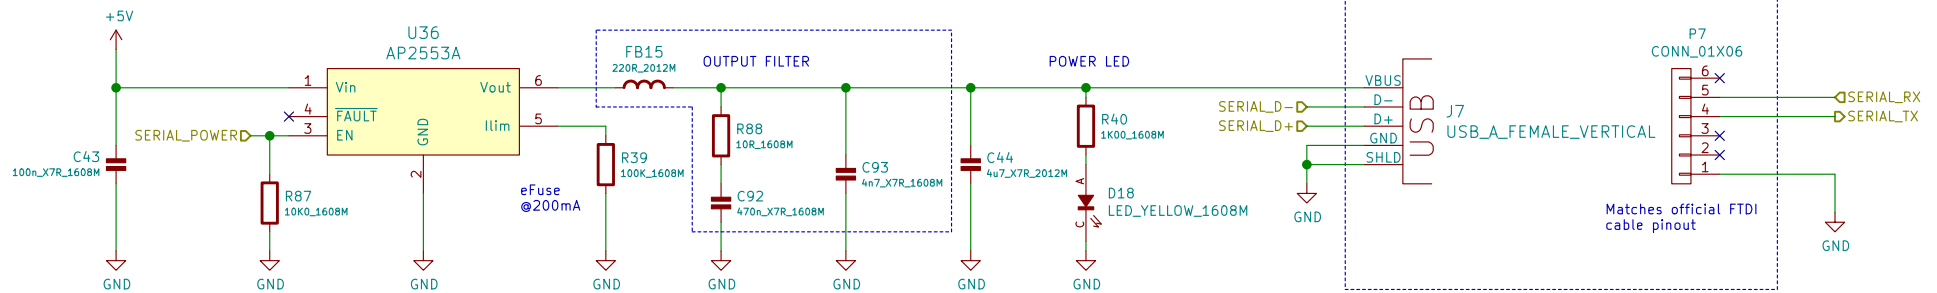 +5V
U36
AP2553A
1
Vin
4
FAULT
3
EN
GND
2
Vout
6
Ilim
5
SERIAL_POWER
C43
100n_X7R_1608M
R87
10K0_1608M
GND
GND
GND
eFuse
@200mA
R39
100K_1608M
GND
FB15
220R_2012M
OUTPUT FILTER
R88
10R_1608M
C92
470n_X7R_1608M
GND
C93
4n7_X7R_1608M
GND
C44
4u7_X7R_2012M
GND
POWER LED
R40
1K00_1608M
A
D18
LED_YELLOW_1608M
C
GND
SERIAL_D-
SERIAL_D+
GND
VBUS
D-
D+
GND
SHLD
USB
J7
USB_A_FEMALE_VERTICAL
P7
CONN_01X06
6
5
4
3
2
1
SERIAL_RX
SERIAL_TX
Matches official FTDI
cable pinout
GND